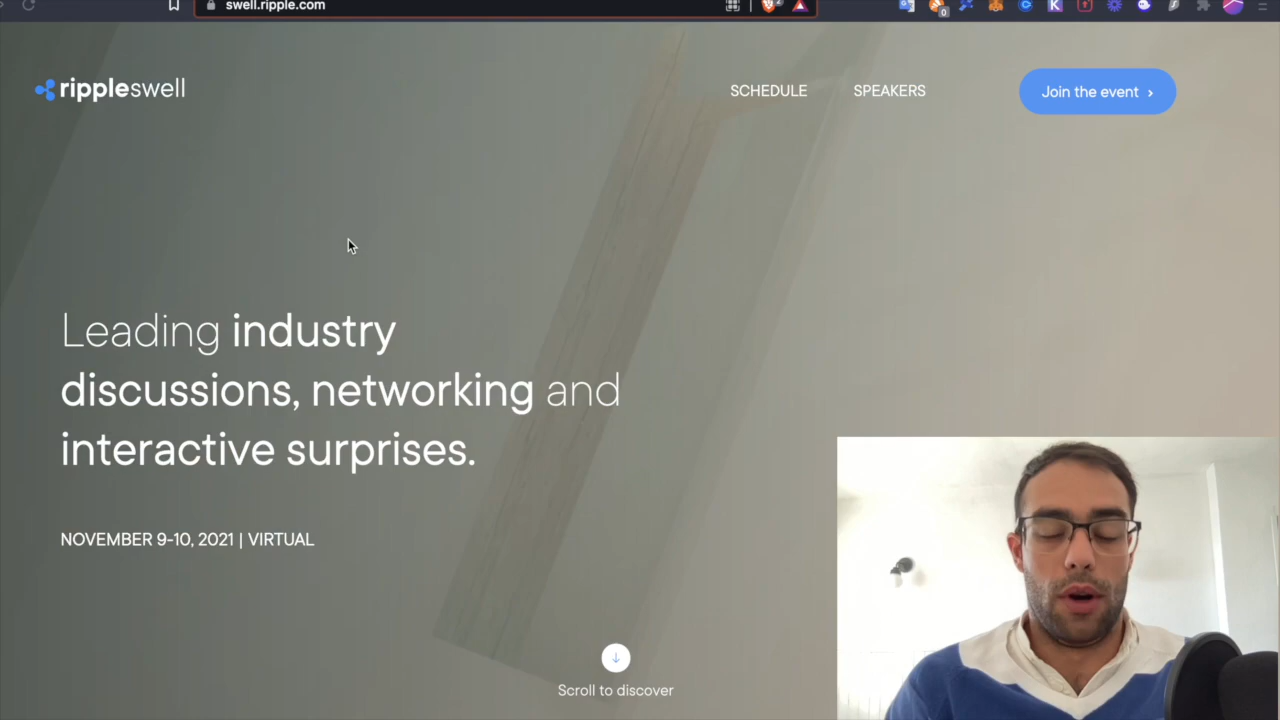 swell.ripple.com
0
K
rippleswell
SCHEDULE
SPEAKERS
Join the event ›
Leading industry
discussions, networking and
interactive surprises.
NOVEMBER 9-10, 2021 | VIRTUAL
Scroll to discover